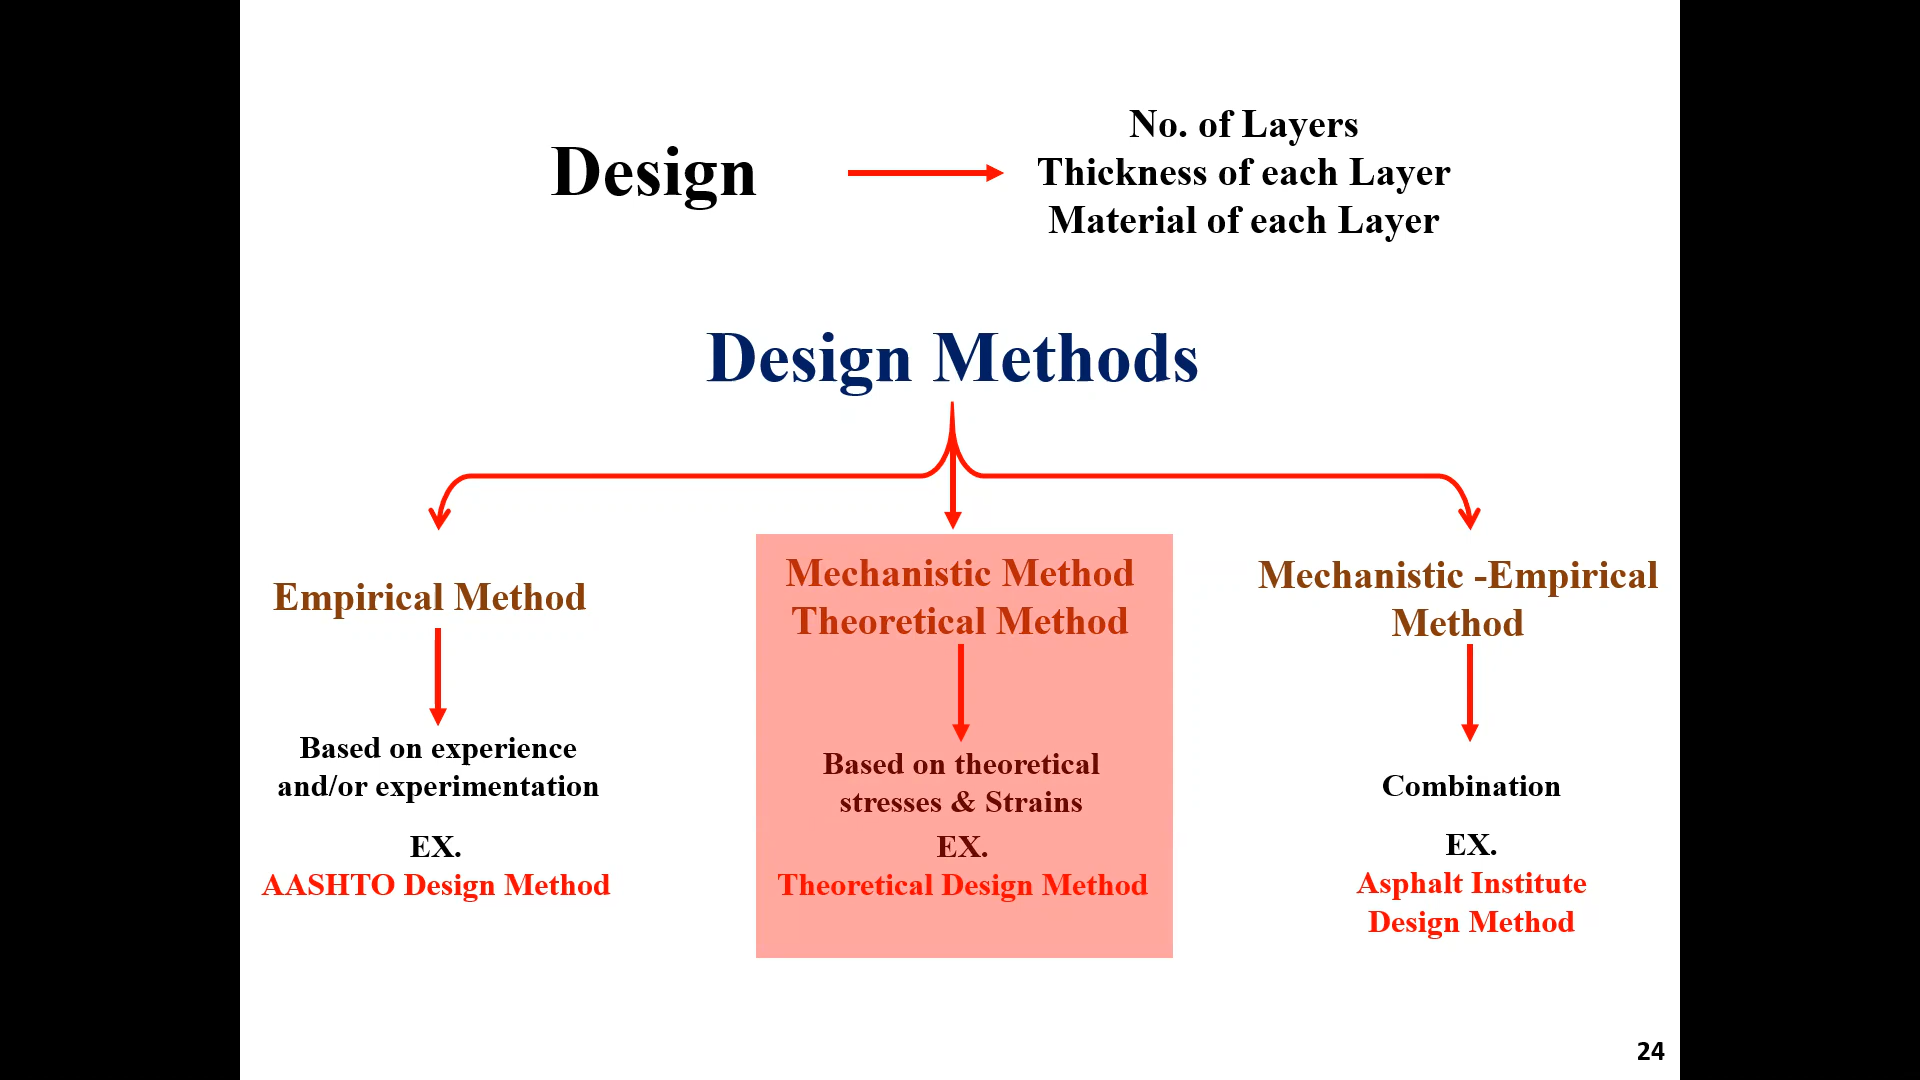 Design
No. of Layers
Thickness of each Layer
Material of each Layer
Design Methods
Empirical Method
Based on experience
and/or experimentation
EX.
AASHTO Design Method
Mechanistic Method
Theoretical Method
Based on theoretical
stresses & Strains
EX.
Theoretical Design Method
Mechanistic -Empirical
Method
Combination
EX.
Asphalt Institute
Design Method
24